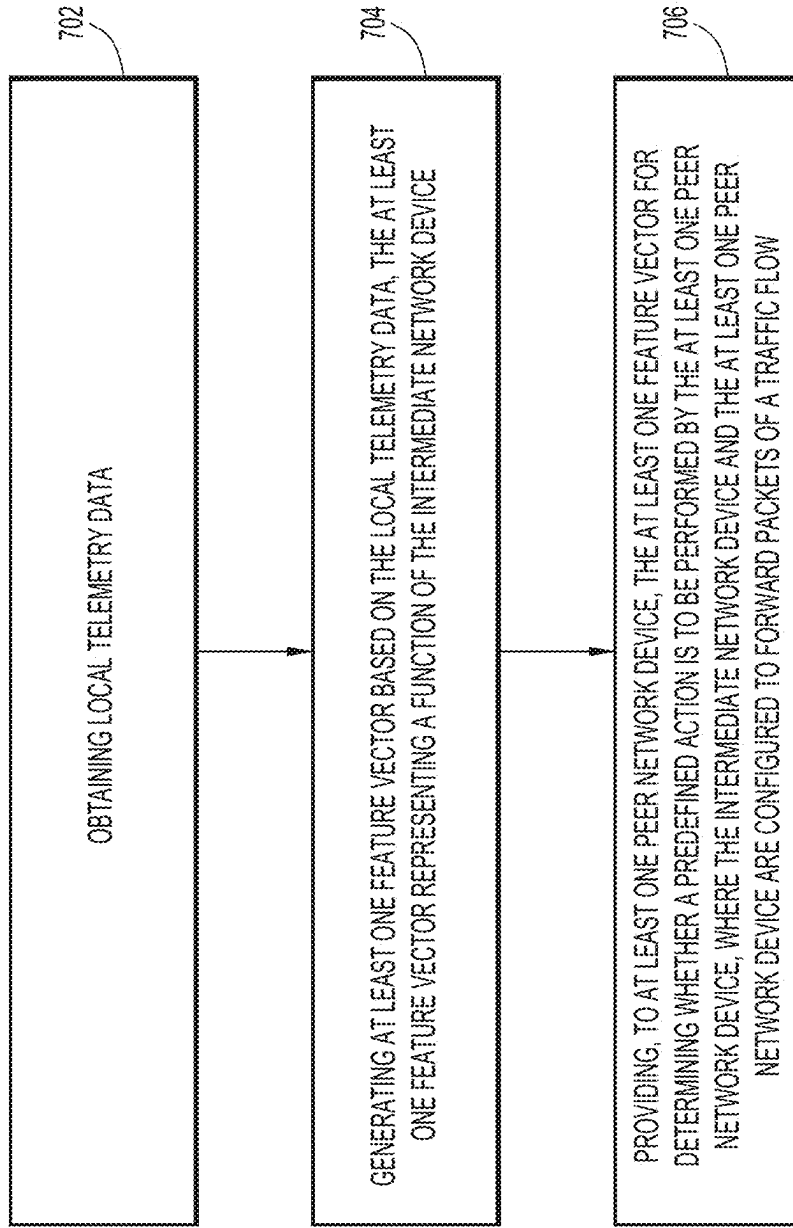 702
OBTAINING LOCAL TELEMETRY DATA
704
GENERATING AT LEAST ONE FEATURE VECTOR BASED ON THE LOCAL TELEMETRY DATA, THE AT LEAST
ONE FEATURE VECTOR REPRESENTING A FUNCTION OF THE INTERMEDIATE NETWORK DEVICE
706
PROVIDING, TO AT LEAST ONE PEER NETWORK DEVICE, THE AT LEAST ONE FEATURE VECTOR FOR
DETERMINING WHETHER A PREDEFINED ACTION IS TO BE PERFORMED BY THE AT LEAST ONE PEER
NETWORK DEVICE, WHERE THE INTERMEDIATE NETWORK DEVICE AND THE AT LEAST ONE PEER
NETWORK DEVICE ARE CONFIGURED TO FORWARD PACKETS OF A TRAFFIC FLOW